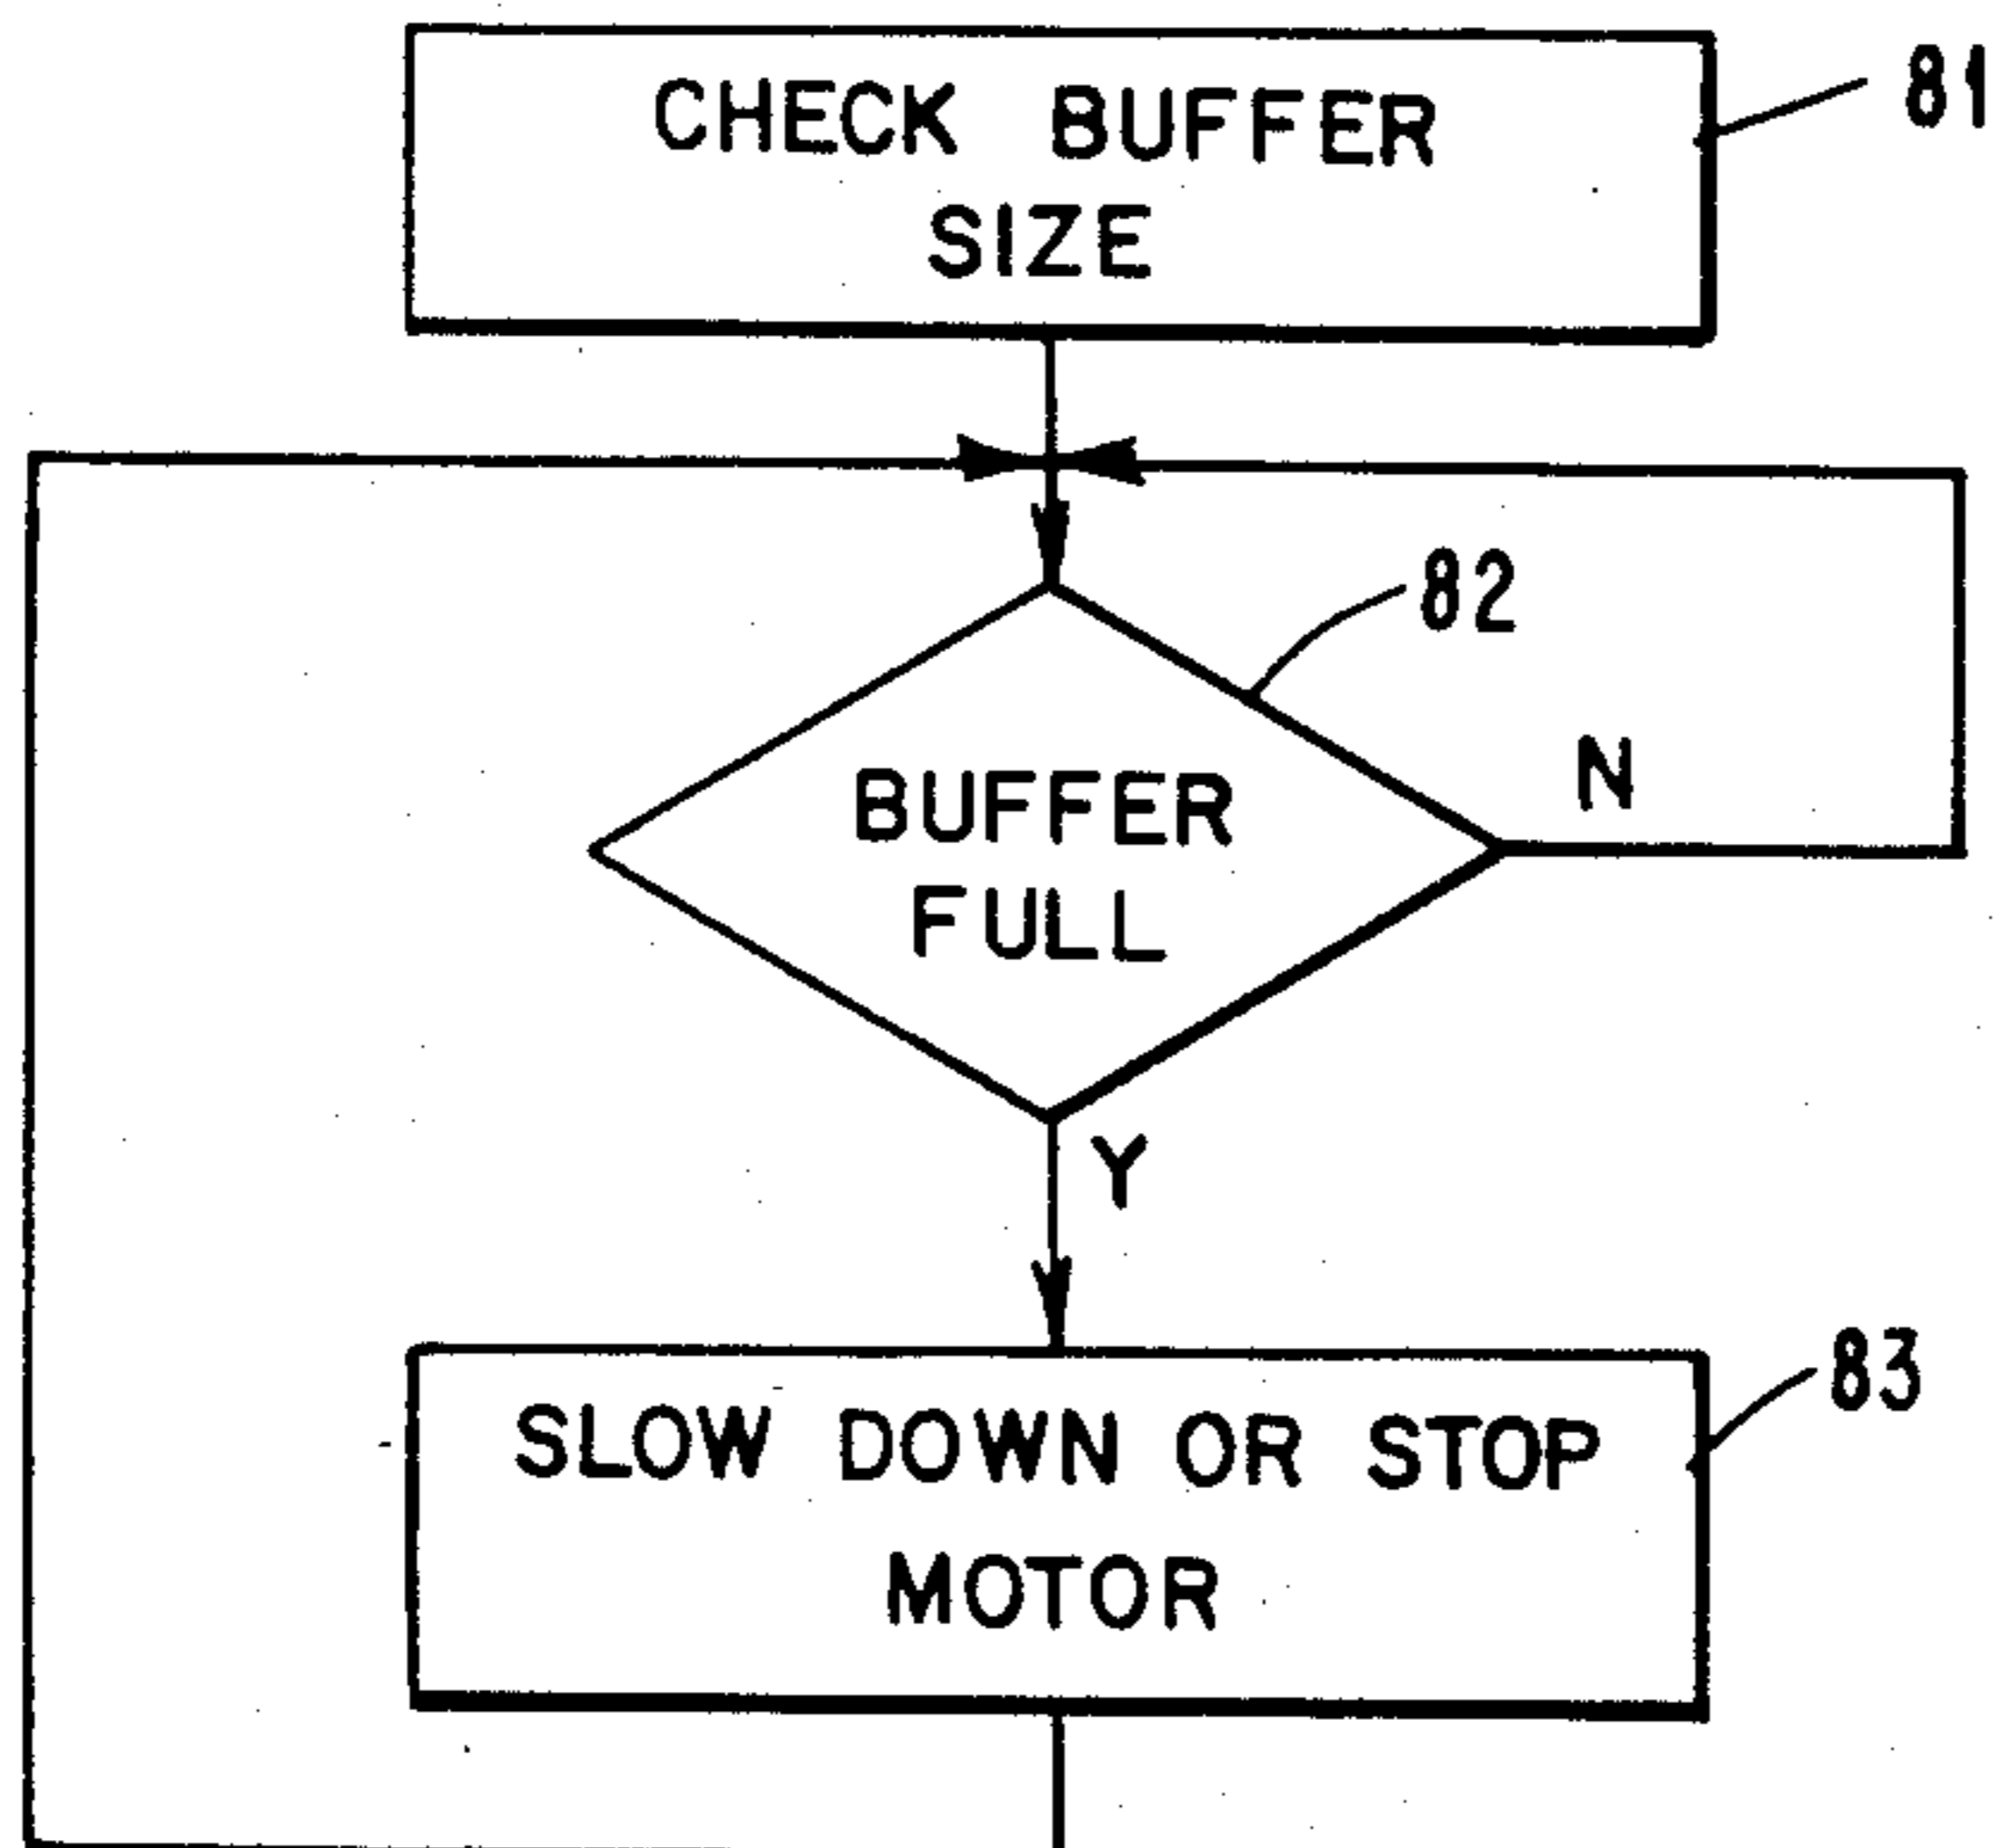 CHECK BUFFER
SIZE
81
82
N
BUFFER
FULL
Y
SLOW DOWN OR STOP
MOTOR
83